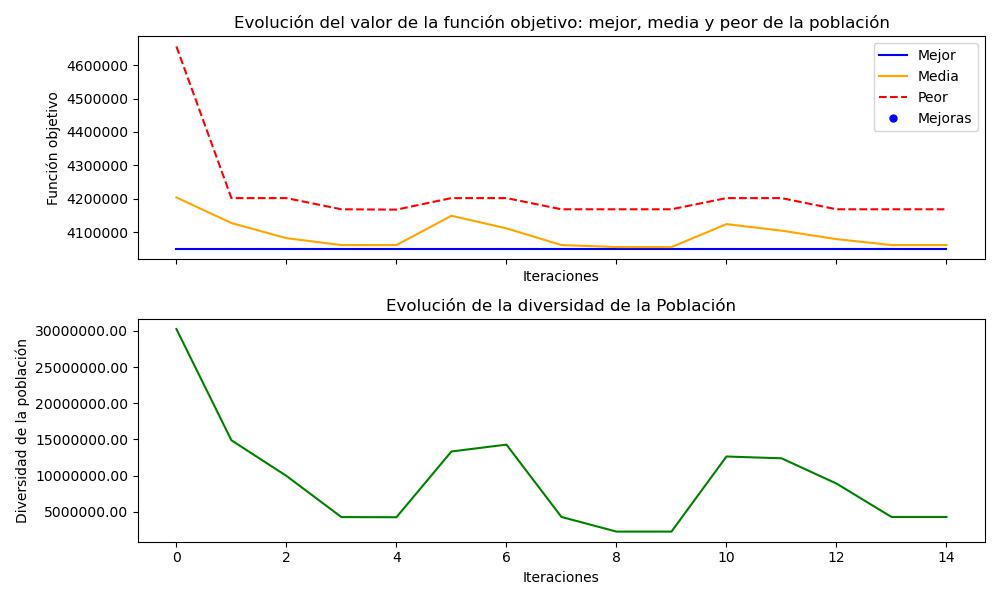 Evolución del valor de la función objetivo: mejor, media y peor de la población
Función objetivo
4600000
4500000
4400000
4300000
4200000
4100000
Mejor
Media
Peor
Mejoras
Iteraciones
Evolución de la diversidad de la Población
Diversidad de la población
30000000.00
25000000.00
20000000.00
15000000.00
10000000.00
5000000.00
0 2 4 6 8 10 12 14
Iteraciones